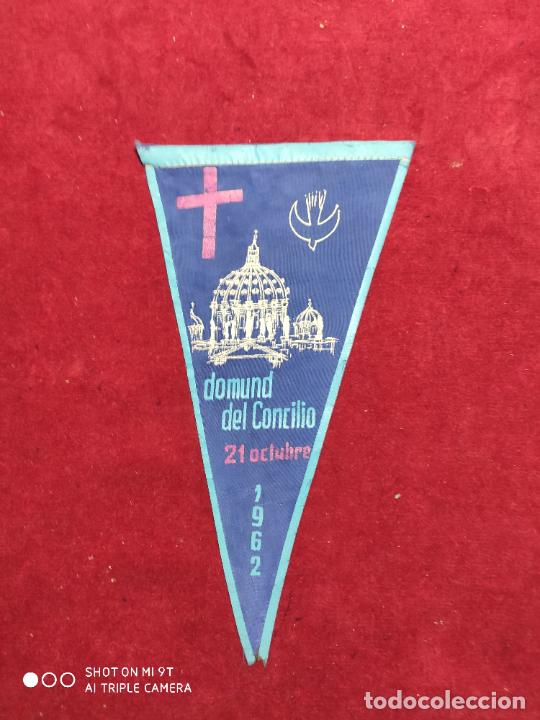 domund
del Concilio
21 octubre
1962
SHOT ON MI 9T
AI TRIPLE CAMERA
todocoleccion